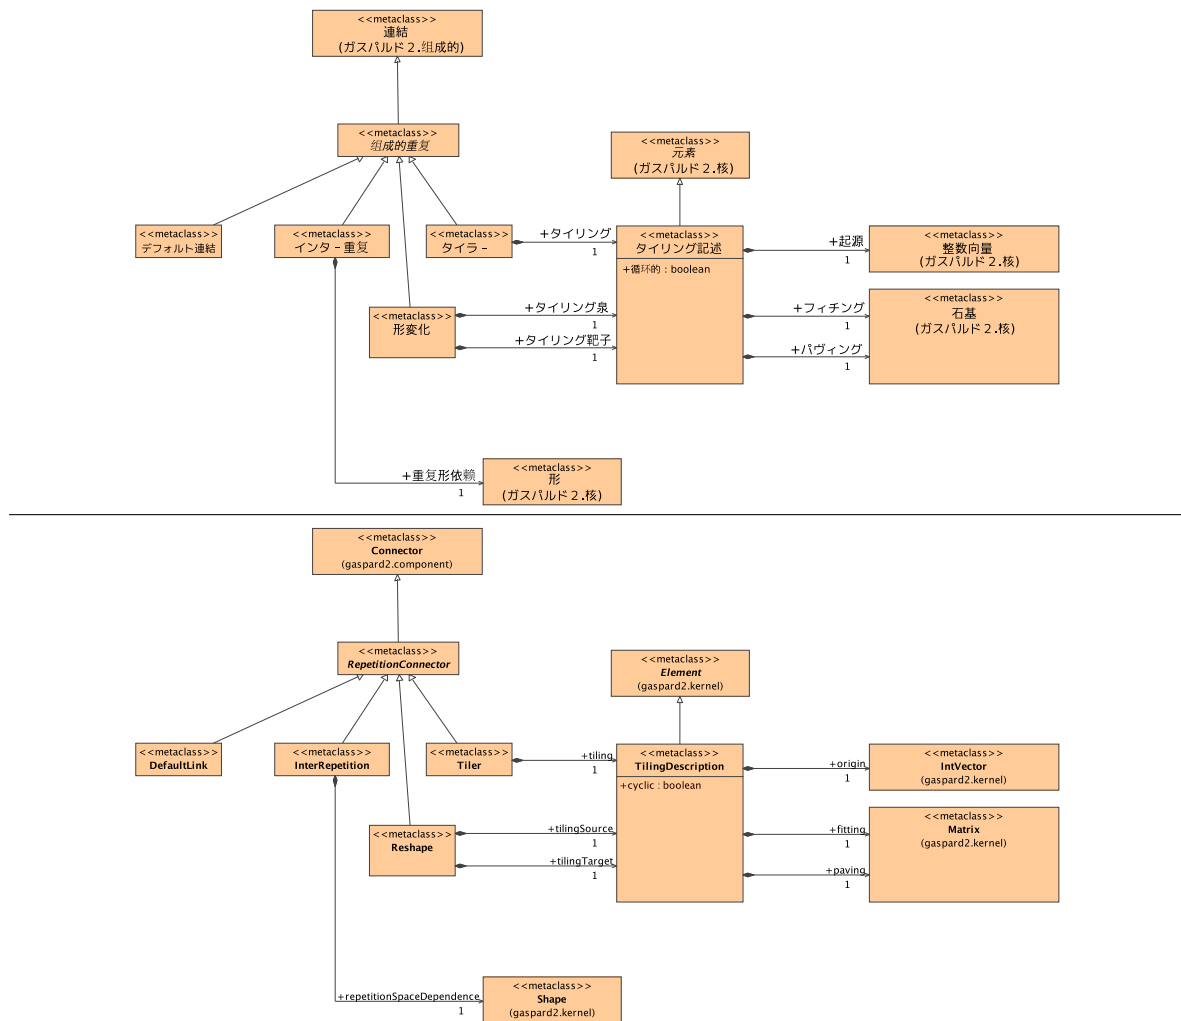 <<metaclass>>
連結
(ガスパルド２.组成的)
<<metaclass>>
组成的重复
<<metaclass>>
元素
(ガスパルド２.核)
<<metaclass>>
デフォルト連結
<<metaclass>>
インタ－重复
<<metaclass>>
タイラ－
+タイリング
1
<<metaclass>>
タイリング記述
+循环的 : boolean
+起源
1
<<metaclass>>
整数向量
(ガスパルド２.核)
<<metaclass>>
形変化
+タイリング泉
1
+タイリング靶子
1
+フィチング
1
+パヴィング
1
<<metaclass>>
石基
(ガスパルド２.核)
+重复形依赖
1
<<metaclass>>
形
(ガスパルド２.核)
<<metaclass>>
Connector
(gaspard2.component)
<<metaclass>>
RepetitionConnector
<<metaclass>>
Element
(gaspard2.kernel)
<<metaclass>>
DefaultLink
<<metaclass>>
InterRepetition
<<metaclass>>
Tiler
+tiling
1
<<metaclass>>
TilingDescription
+cyclic : boolean
+origin
1
<<metaclass>>
IntVector
(gaspard2.kernel)
<<metaclass>>
Reshape
+tilingSource
1
+tilingTarget
1
+fitting
1
+paving
1
<<metaclass>>
Matrix
(gaspard2.kernel)
+repetitionSpaceDependence
1
<<metaclass>>
Shape
(gaspard2.kernel)